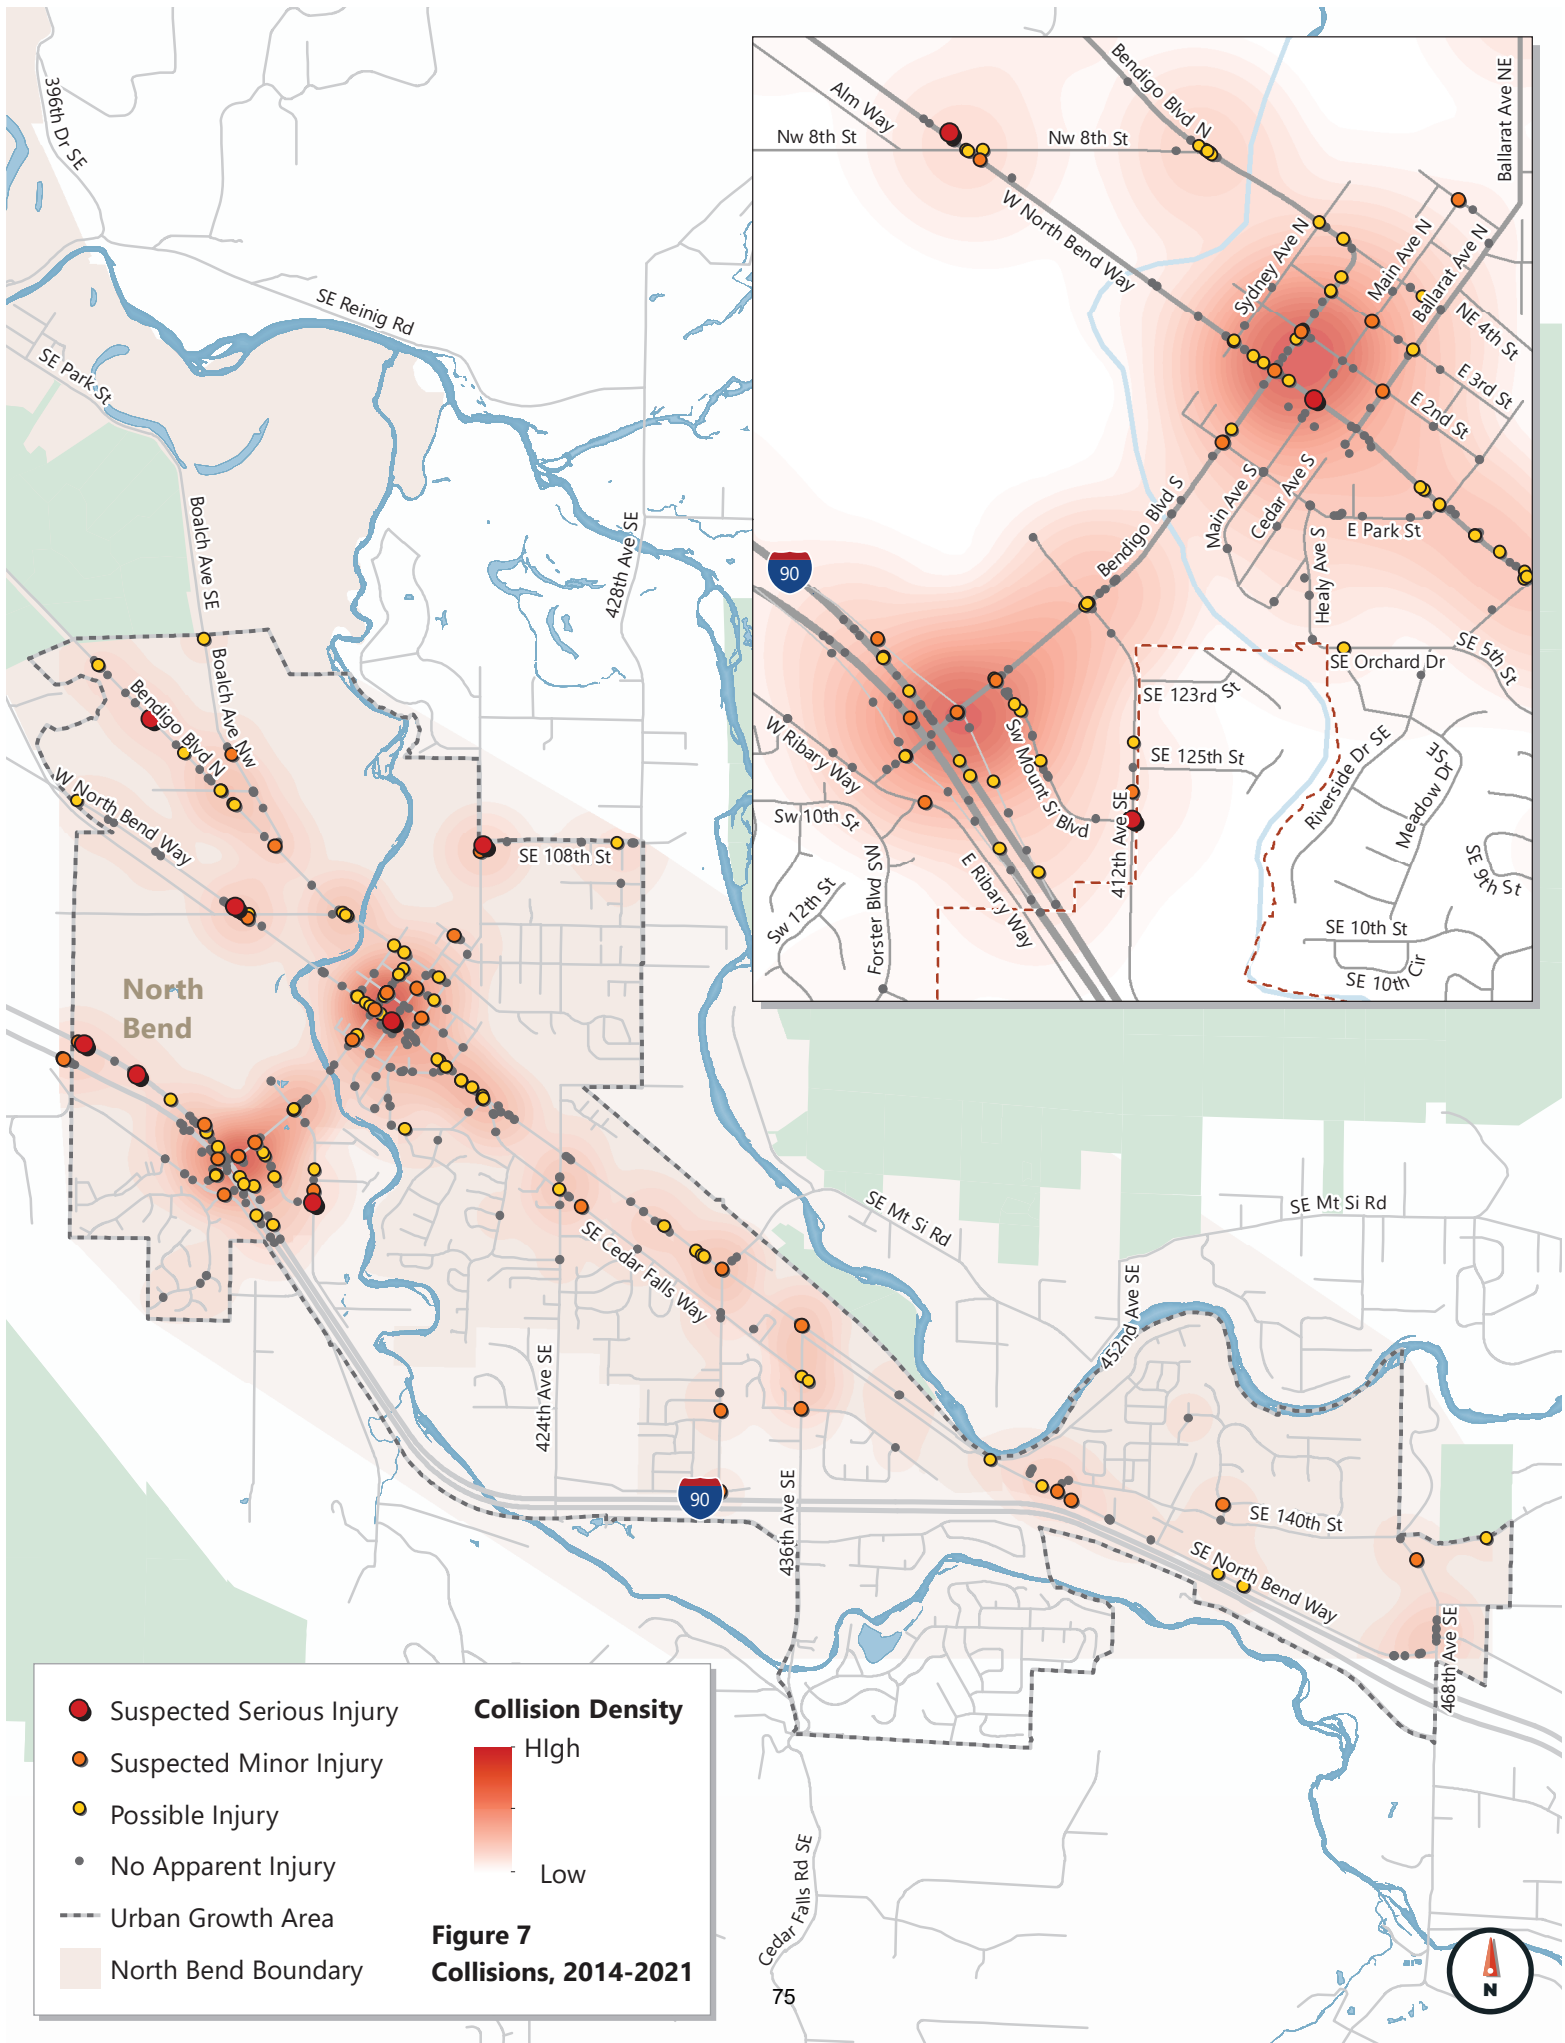 396th Dr SE
SE Reinig Rd
SE Park St
Boalch Ave SE
428th Ave SE
Boalch Ave Nw
Bendigo Blvd N
W North Bend Way
SE 108th St
North
Bend
SE Mt Si Rd
SE Mt Si Rd
SE Cedar Falls Way
452nd Ave SE
424th Ave SE
90
436th Ave SE
SE 140th St
SE North Bend Way
468th Ave SE
Cedar Falls Rd SE
Alm Way
Nw 8th St
Nw 8th St
Bendigo Blvd N
Ballarat Ave NE
W North Bend Way
Sydney Ave N
Main Ave N
Ballarat Ave N
NE 4th St
E 3rd St
E 2nd St
Main Ave S
Cedar Ave S
E Park St
Healy Ave S
Bendigo Blvd S
90
SE Orchard Dr
SE 5th St
SE 123rd St
SE 125th St
W Ribary Way
Sw Mount Si Blvd
412th Ave SE
Riverside Dr SE
Meadow Dr SE
SE 9th St
Sw 10th St
Sw 12th St
Forster Blvd SW
E Ribary Way
SE 10th St
SE 10th Cir
Suspected Serious Injury
Suspected Minor Injury
Possible Injury
No Apparent Injury
Urban Growth Area
North Bend Boundary
Collision Density
HIgh
Low
Figure 7
Collisions, 2014-2021
75
N